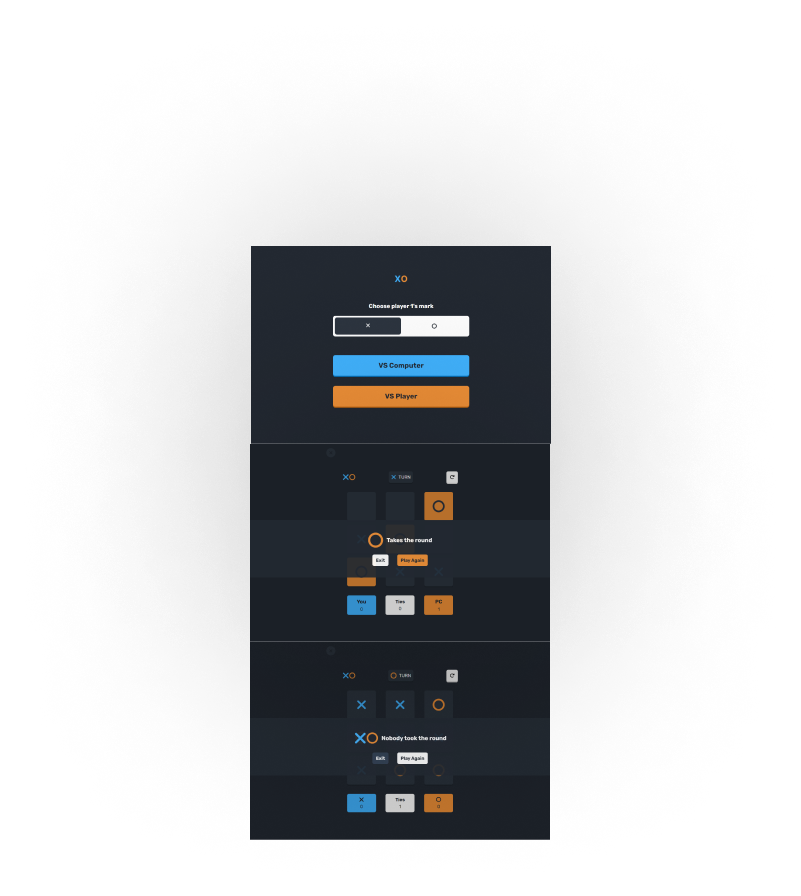 XO
Choose player 1's mark
× O
VS Computer
VS Player
XO × TURN
O
O Takes the round
Exit Play Again
You Ties PC
0 0 1
XO O TURN
× × O
XO Nobody took the round
Exit Play Again
× Ties O
0 1 0